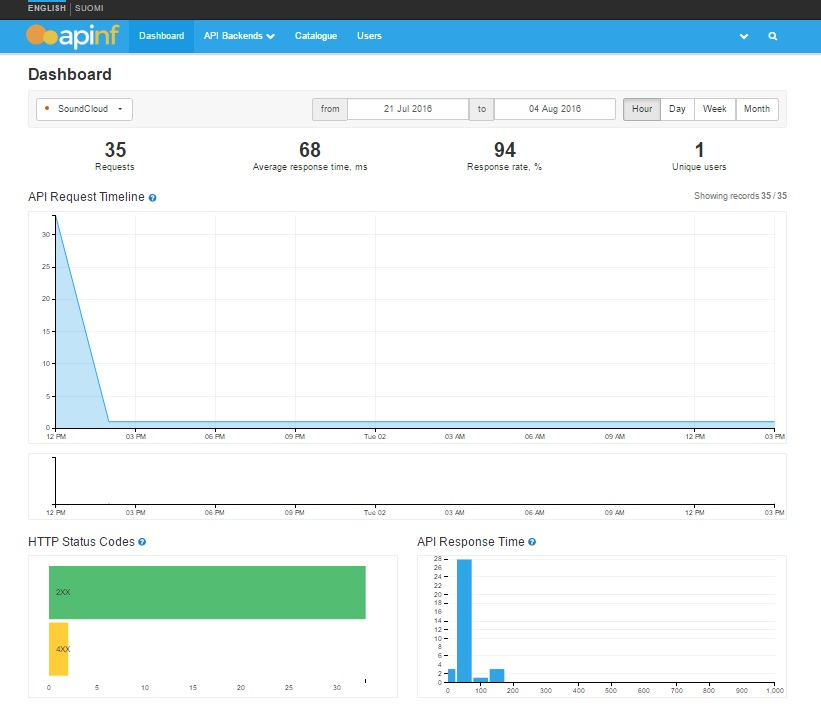 ENGLISH | SUOMI
apinf Dashboard API Backends Catalogue Users
Dashboard
SoundCloud from 21 Jul 2016 to 04 Aug 2016 Hour Day Week Month
35 68 94 1
Requests Average response time, ms Response rate, % Unique users
API Request Timeline ? Showing records 35 / 35
30
25
20
15
10
5
0
12 PM 03 PM 06 PM 09 PM Tue 02 03 AM 06 AM 09 AM 12 PM 03 PM
12 PM 03 PM 06 PM 09 PM Tue 02 03 AM 06 AM 09 AM 12 PM 03 PM
HTTP Status Codes ?
2XX
4XX
0 5 10 15 20 25 30
API Response Time ?
28
26
24
22
20
18
16
14
12
10
8
6
4
2
0
0 100 200 300 400 500 600 700 800 900 1,000